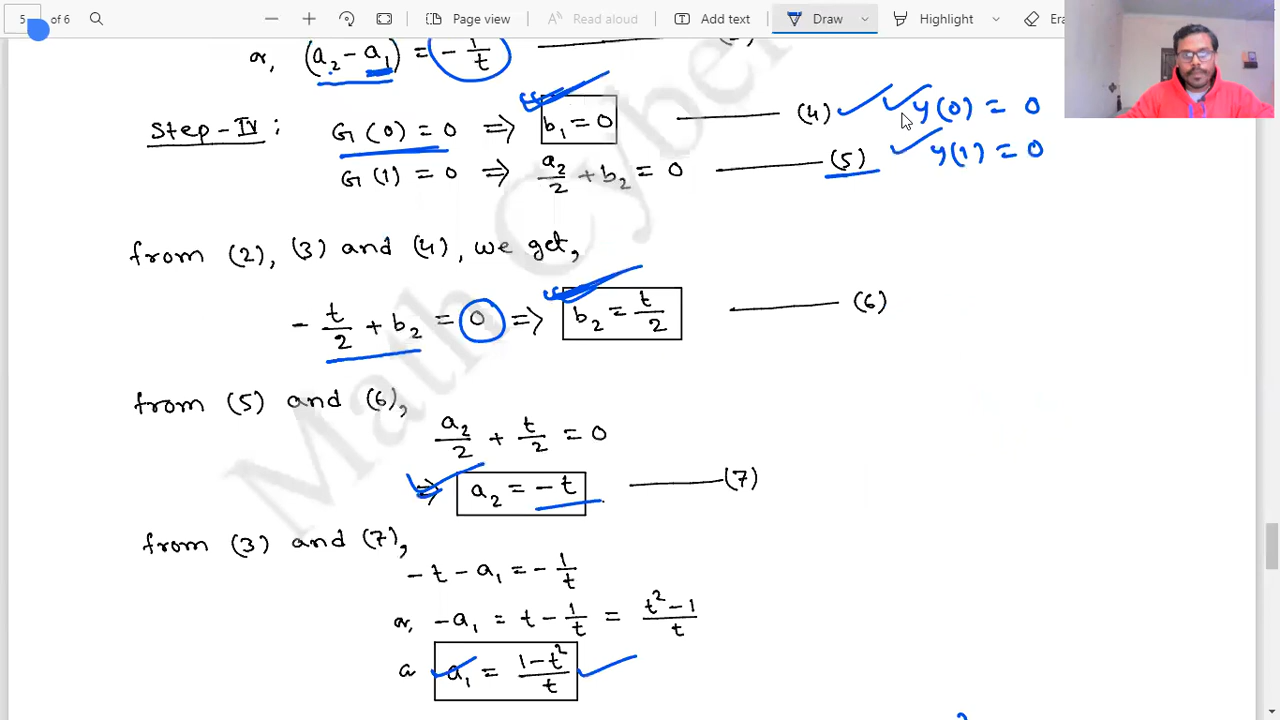 5 of 6 Page view Read aloud Add text Draw Highlight Era
or, (a₂ - a₁) = - 1/t
Step-IV : G(0) = 0 ⇒ b₁ = 0 (4) y(0) = 0
G(1) = 0 ⇒ a₂/2 + b₂ = 0 (5) y(1) = 0
from (2), (3) and (4), we get,
- t/2 + b₂ = 0 ⇒ b₂ = t/2 (6)
from (5) and (6),
a₂/2 + t/2 = 0
⇒ a₂ = - t (7)
from (3) and (7),
- t - a₁ = - 1/t
or, - a₁ = t - 1/t = t² - 1/t
a₁ = 1 - t²/t
Math Cyber